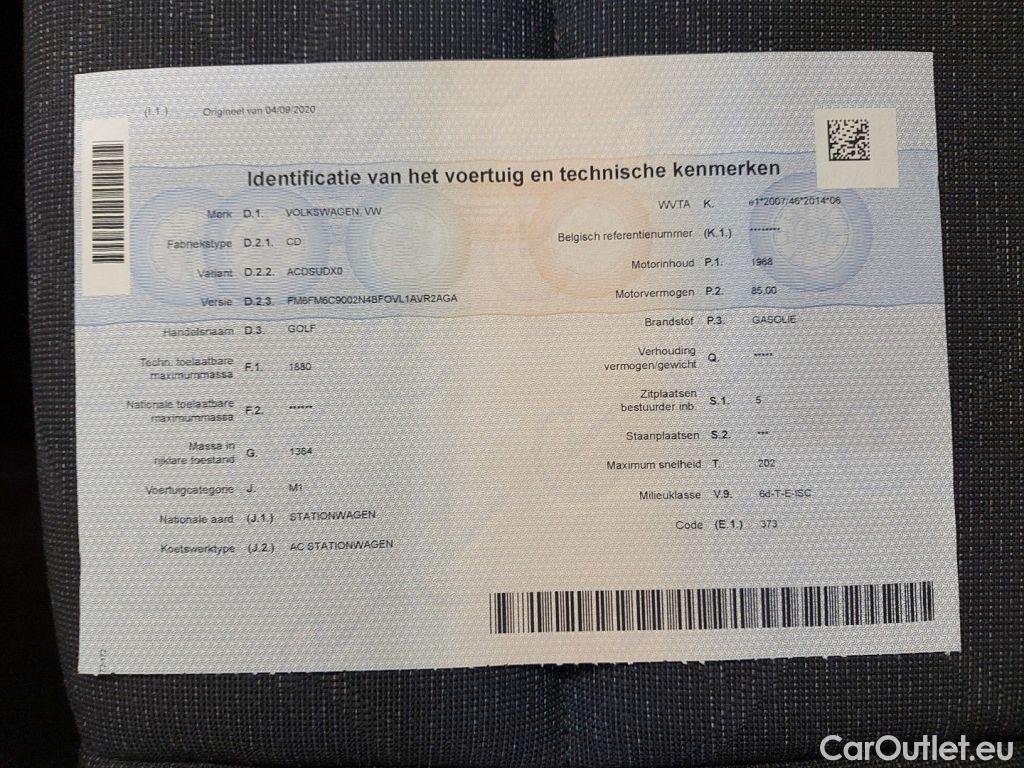 (I.1.) Origineel van 04/09/2020
Identificatie van het voertuig en technische kenmerken
Merk D.1. VOLKSWAGEN, VW
Fabriekstype D.2.1. CD
Variant D.2.2. ACDSUDX0
Versie D.2.3. FM6FM6C9002N4BFOVL1AVR2AGA
Handelsnaam D.3. GOLF
Techn. toelaatbare
maximummassa F.1. 1880
Nationale toelaatbare
maximummassa F.2. ******
Massa in
rijklare toestand G. 1384
Voertuigcategorie J. M1
Nationale aard (J.1.) STATIONWAGEN
Koetswerktype (J.2.) AC STATIONWAGEN
WVTA K. e1*2007/46*2014*06
Belgisch referentienummer (K.1.) ********
Motorinhoud P.1. 1968
Motorvermogen P.2. 85,00
Brandstof P.3. GASOLIE
Verhouding
vermogen/gewicht Q. *****
Zitplaatsen
bestuurder inb. S.1. 5
Staanplaatsen S.2. ***
Maximum snelheid T. 202
Milieuklasse V.9. 6d-T-E-ISC
Code (E.1.) 373
CarOutlet.eu